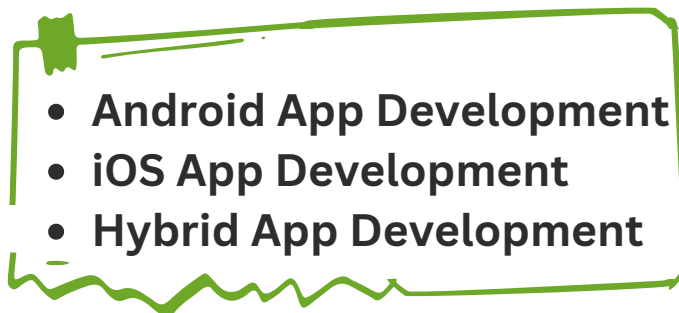 • Android App Development
• iOS App Development
• Hybrid App Development